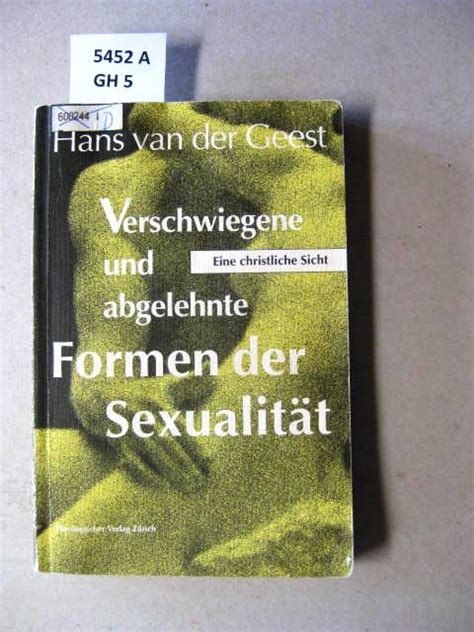 5452 A
GH 5
600244 i
Hans van der Geest
Verschwiegene
und
Eine christliche Sicht
abgelehnte
Formen der
Sexualität
Theologischer Verlag Zürich